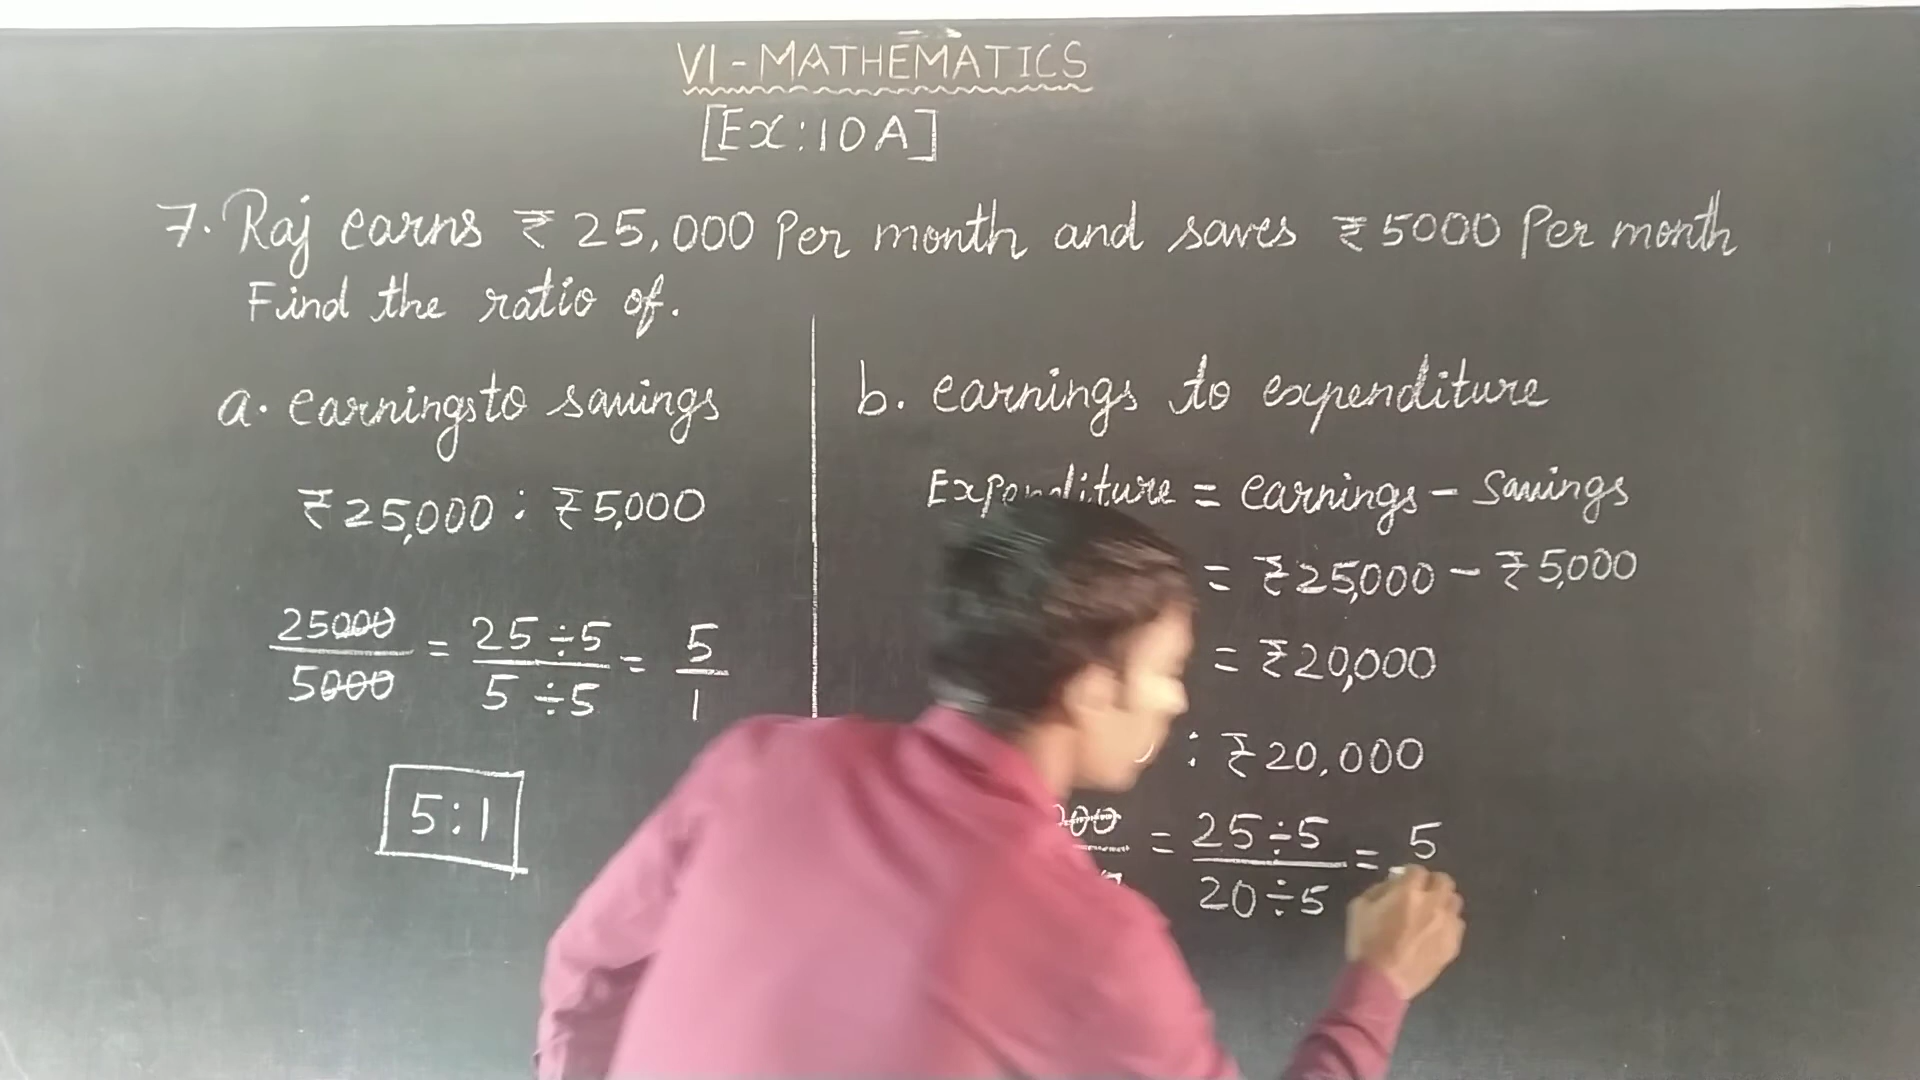 VI-MATHEMATICS
[Ex:10A]
7. Raj earns ₹25,000 Per month and saves ₹5000 Per month
Find the ratio of.
a. earnings to savings
₹25,000 : ₹5,000
25000/5000 = 25÷5/5÷5 = 5/1
5:1
b. earnings to expenditure
Expenditure = earnings - Savings
= ₹25,000 - ₹5,000
= ₹20,000
: ₹20,000
= 25÷5/20÷5 = 5